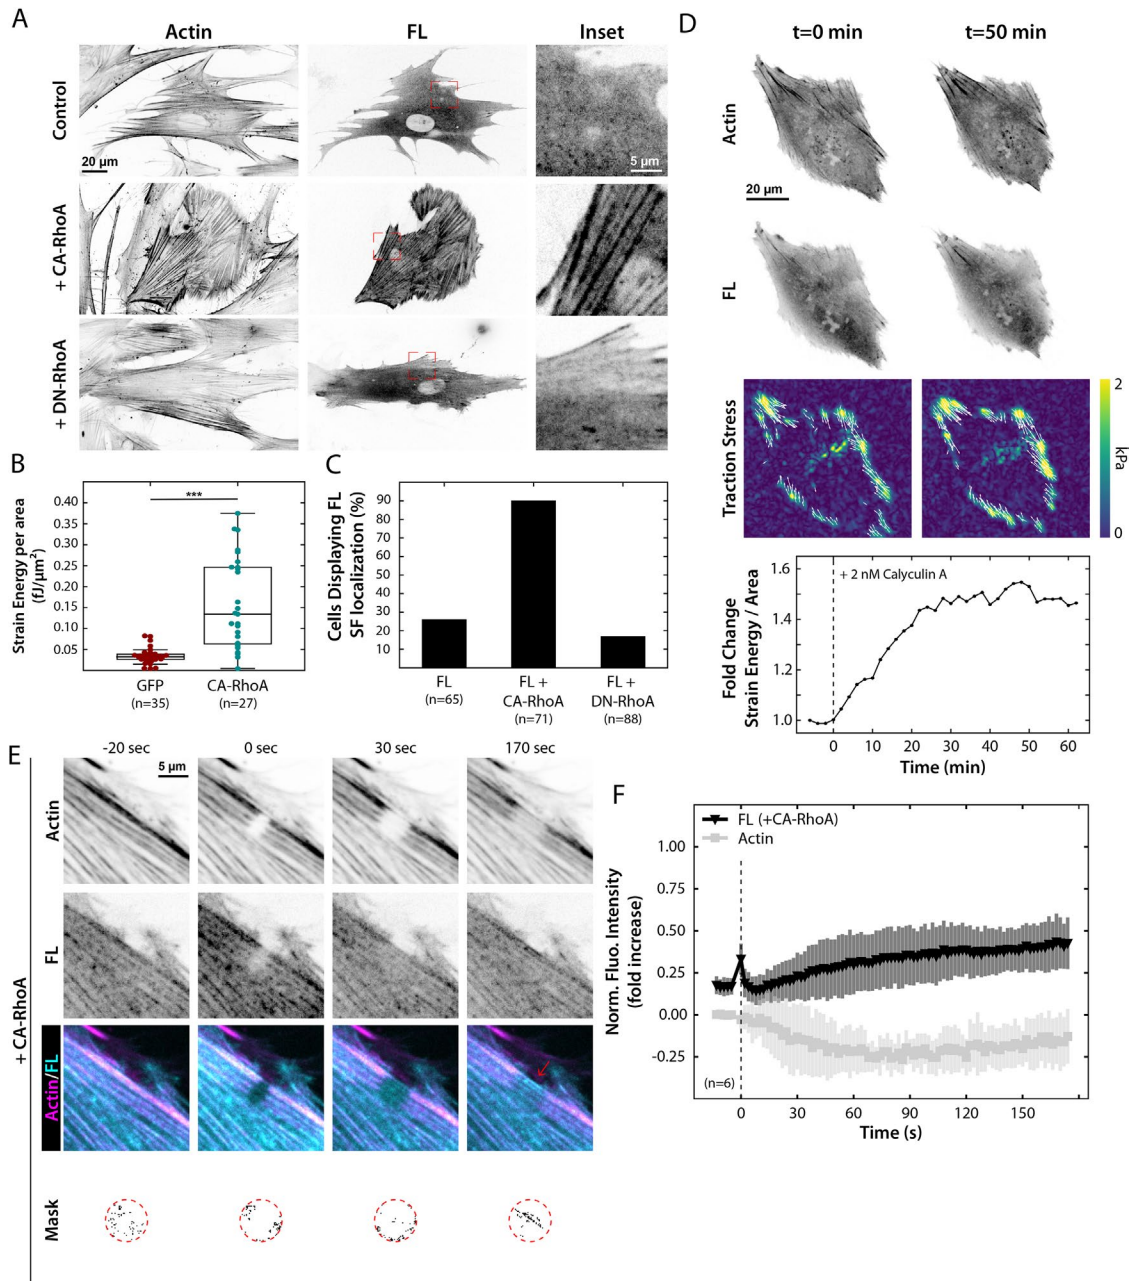 A
Actin
FL
Inset
Control
20 µm
5 µm
+ CA-RhoA
+ DN-RhoA
B
Strain Energy per area
(fJ/µm²)
0.40
0.35
0.30
0.25
0.20
0.15
0.10
0.05
***
GFP
(n=35)
CA-RhoA
(n=27)
C
Cells Displaying FL
SF localization (%)
90
80
70
60
50
40
30
20
10
FL
(n=65)
FL +
CA-RhoA
(n=71)
FL +
DN-RhoA
(n=88)
D
t=0 min
t=50 min
Actin
20 µm
FL
Traction Stress
2
kPa
0
Fold Change
Strain Energy / Area
1.6
1.4
1.2
1.0
+ 2 nM Calyculin A
0
10
20
30
40
50
60
Time (min)
E
-20 sec
0 sec
30 sec
170 sec
5 µm
+ CA-RhoA
Actin
FL
Actin/FL
Mask
F
FL (+CA-RhoA)
Actin
Norm. Fluo. Intensity
(fold increase)
1.00
0.75
0.50
0.25
0.00
-0.25
(n=6)
0
30
60
90
120
150
Time (s)